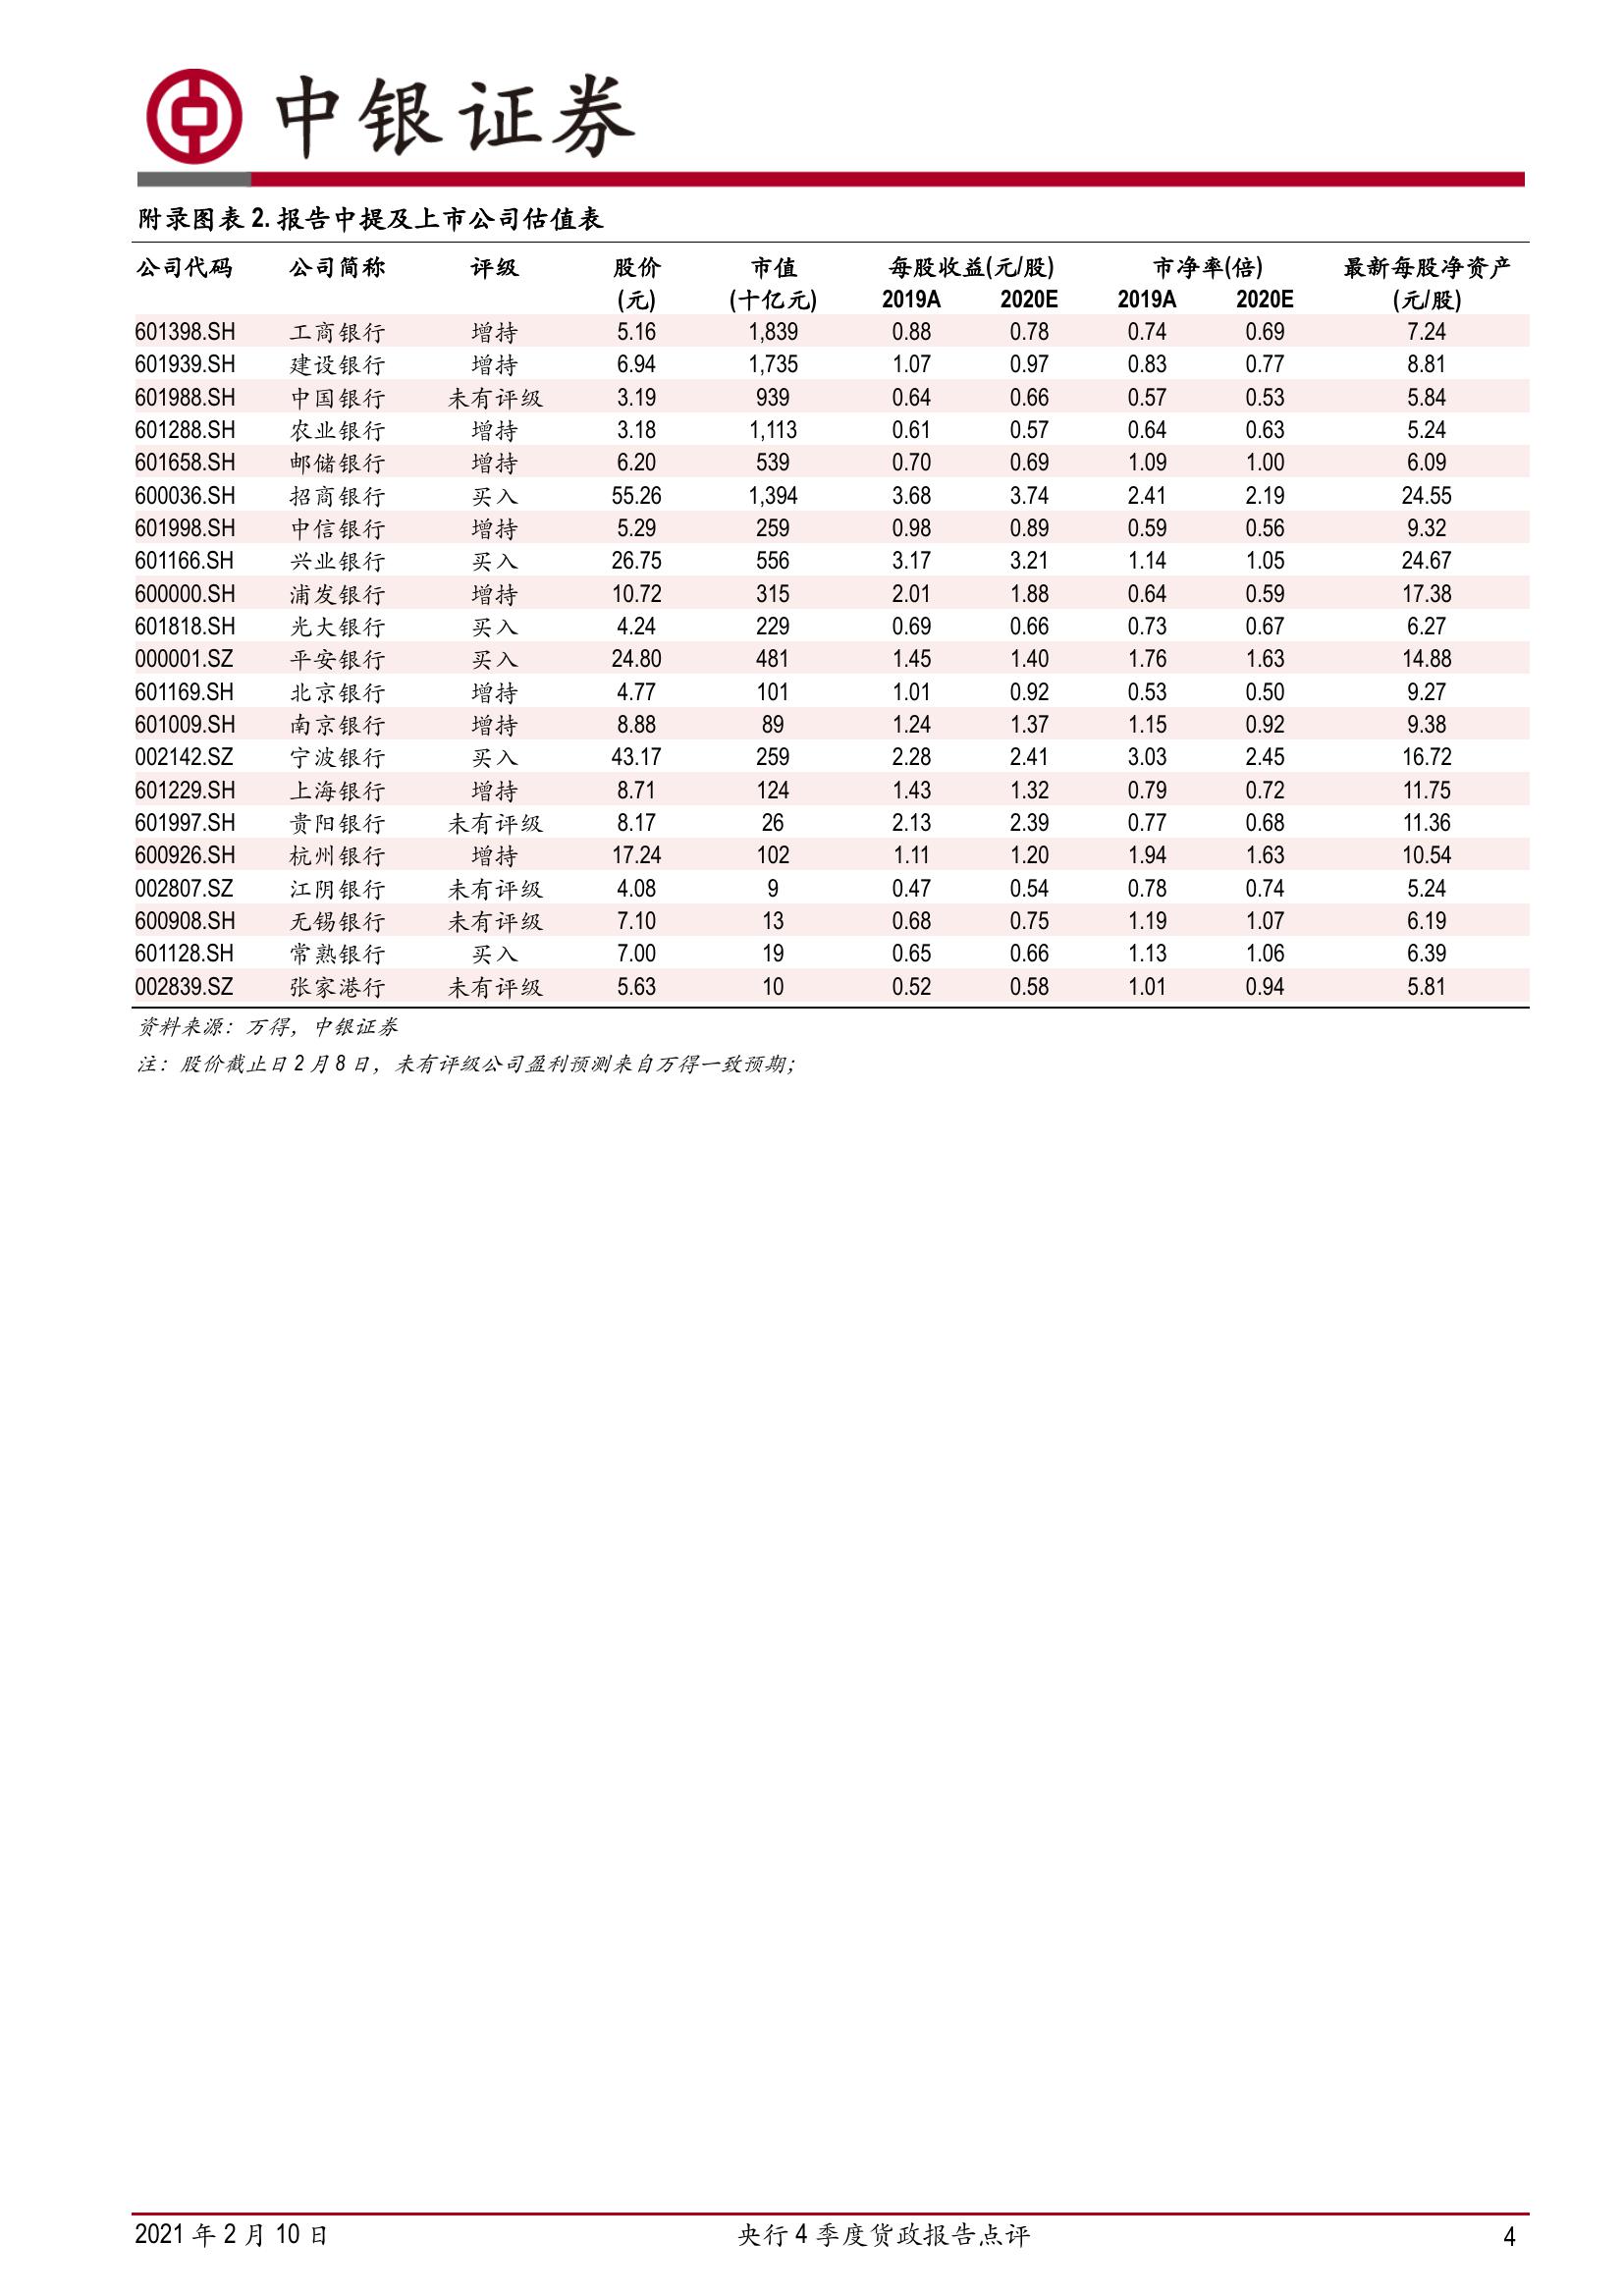 中银证券
附录图表 2. 报告中提及上市公司估值表
公司代码 公司简称 评级 股价 市值 每股收益(元/股) 市净率(倍) 最新每股净资产
(元) (十亿元) 2019A 2020E 2019A 2020E (元/股)
601398.SH 工商银行 增持 5.16 1,839 0.88 0.78 0.74 0.69 7.24
601939.SH 建设银行 增持 6.94 1,735 1.07 0.97 0.83 0.77 8.81
601988.SH 中国银行 未有评级 3.19 939 0.64 0.66 0.57 0.53 5.84
601288.SH 农业银行 增持 3.18 1,113 0.61 0.57 0.64 0.63 5.24
601658.SH 邮储银行 增持 6.20 539 0.70 0.69 1.09 1.00 6.09
600036.SH 招商银行 买入 55.26 1,394 3.68 3.74 2.41 2.19 24.55
601998.SH 中信银行 增持 5.29 259 0.98 0.89 0.59 0.56 9.32
601166.SH 兴业银行 买入 26.75 556 3.17 3.21 1.14 1.05 24.67
600000.SH 浦发银行 增持 10.72 315 2.01 1.88 0.64 0.59 17.38
601818.SH 光大银行 买入 4.24 229 0.69 0.66 0.73 0.67 6.27
000001.SZ 平安银行 买入 24.80 481 1.45 1.40 1.76 1.63 14.88
601169.SH 北京银行 增持 4.77 101 1.01 0.92 0.53 0.50 9.27
601009.SH 南京银行 增持 8.88 89 1.24 1.37 1.15 0.92 9.38
002142.SZ 宁波银行 买入 43.17 259 2.28 2.41 3.03 2.45 16.72
601229.SH 上海银行 增持 8.71 124 1.43 1.32 0.79 0.72 11.75
601997.SH 贵阳银行 未有评级 8.17 26 2.13 2.39 0.77 0.68 11.36
600926.SH 杭州银行 增持 17.24 102 1.11 1.20 1.94 1.63 10.54
002807.SZ 江阴银行 未有评级 4.08 9 0.47 0.54 0.78 0.74 5.24
600908.SH 无锡银行 未有评级 7.10 13 0.68 0.75 1.19 1.07 6.19
601128.SH 常熟银行 买入 7.00 19 0.65 0.66 1.13 1.06 6.39
002839.SZ 张家港行 未有评级 5.63 10 0.52 0.58 1.01 0.94 5.81
资料来源：万得，中银证券
注：股价截止日 2 月 8 日，未有评级公司盈利预测来自万得一致预期；
2021 年 2 月 10 日 央行 4 季度货政报告点评 4